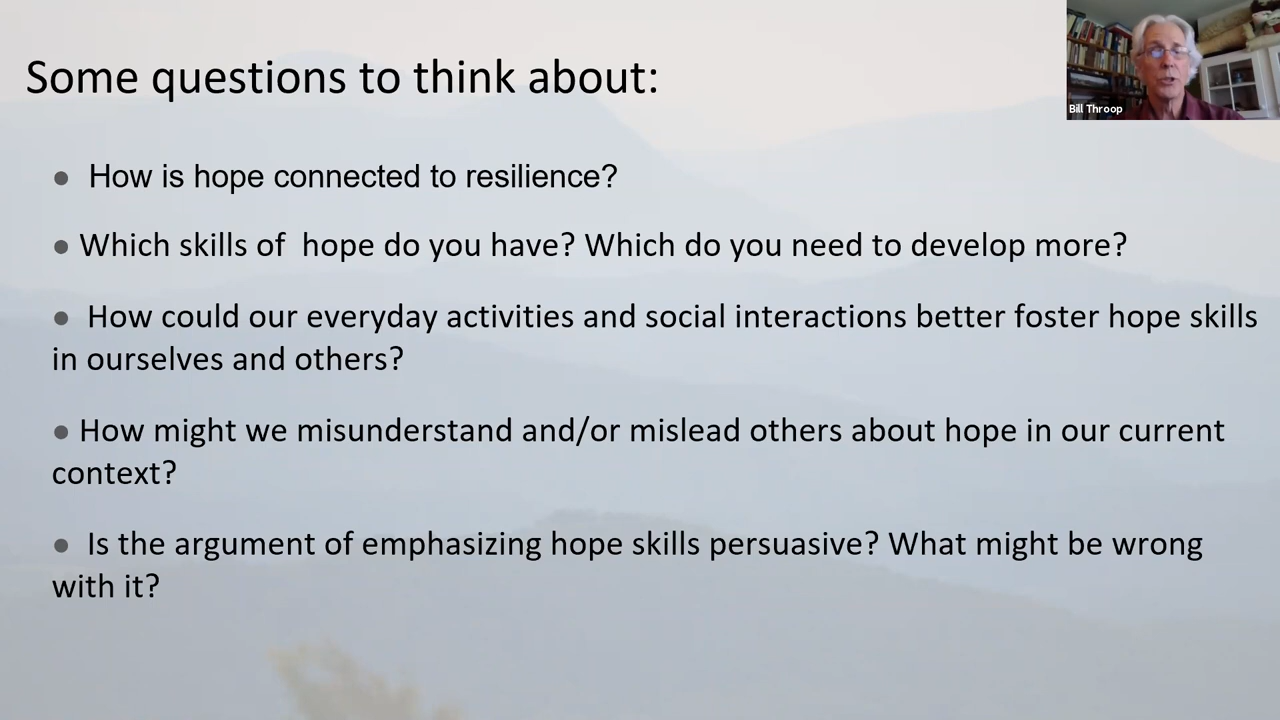 Some questions to think about:
Bill Throop
● How is hope connected to resilience?
● Which skills of  hope do you have? Which do you need to develop more?
● How could our everyday activities and social interactions better foster hope skills
in ourselves and others?
● How might we misunderstand and/or mislead others about hope in our current
context?
● Is the argument of emphasizing hope skills persuasive? What might be wrong
with it?